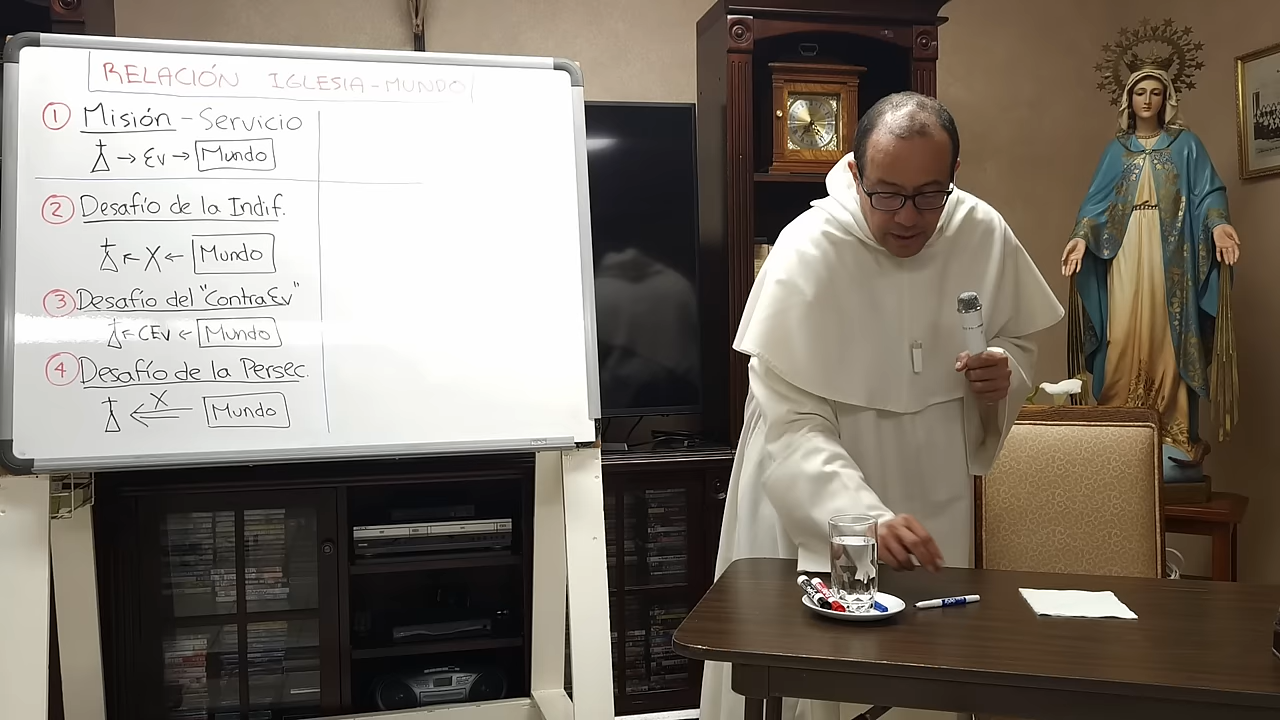 RELACIÓN IGLESIA-MUNDO
① Misión - Servicio
→ Ev → Mundo
② Desafío de la Indif.
← X ← Mundo
③ Desafío del "ContraEv"
← CEv ← Mundo
④ Desafío de la Persec.
X
← Mundo